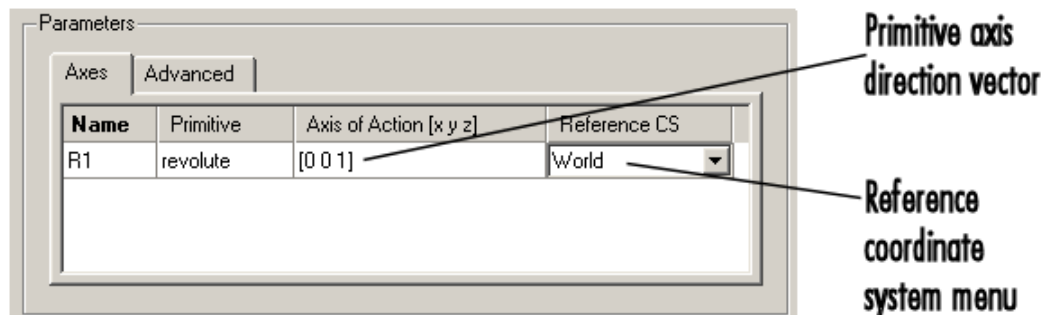 Parameters
Axes
Advanced
Name Primitive Axis of Action [x y z] Reference CS
R1 revolute [0 0 1] World
Primitive axis
direction vector
Reference
coordinate
system menu